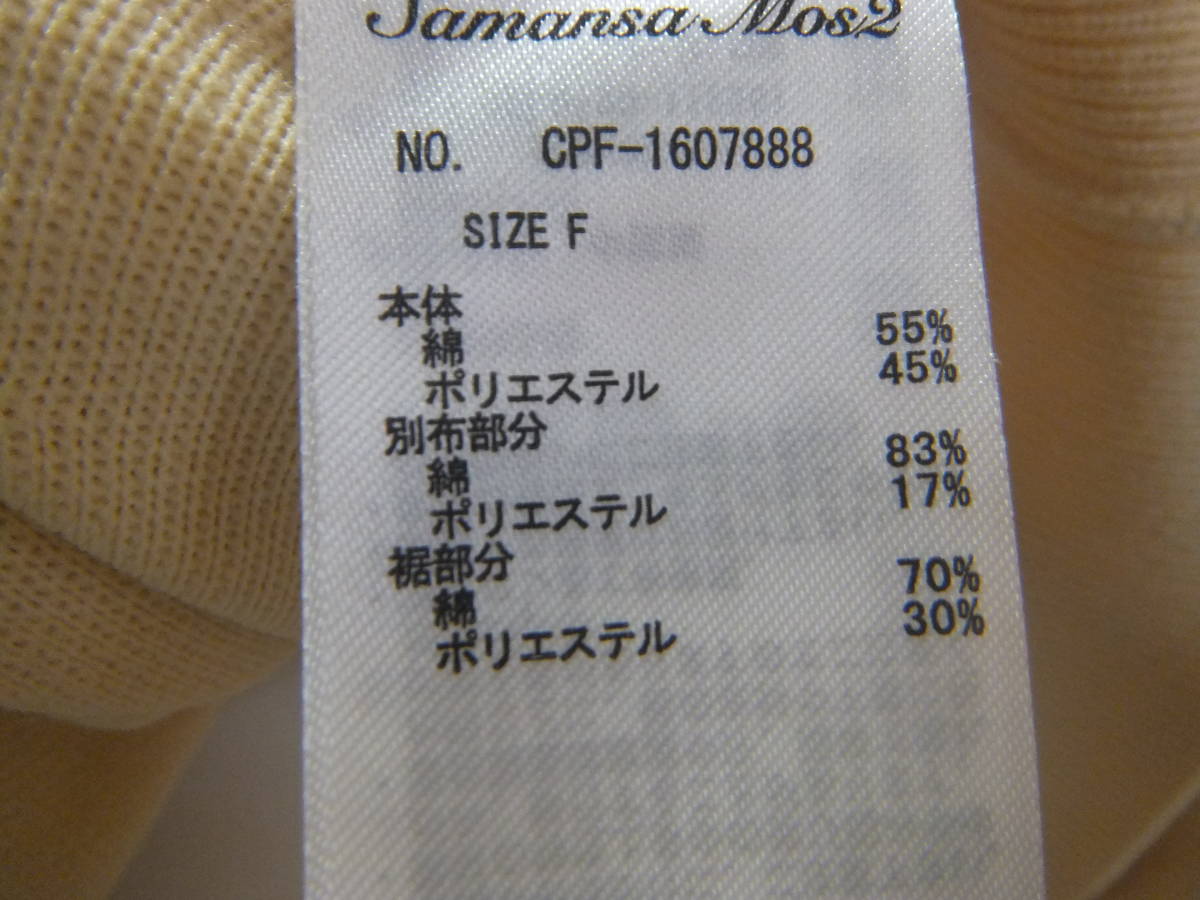 Samansa Mos2
NO. CPF-1607888
SIZE F
本体
綿 55%
ポリエステル 45%
別布部分
綿 83%
ポリエステル 17%
裾部分
綿 70%
ポリエステル 30%